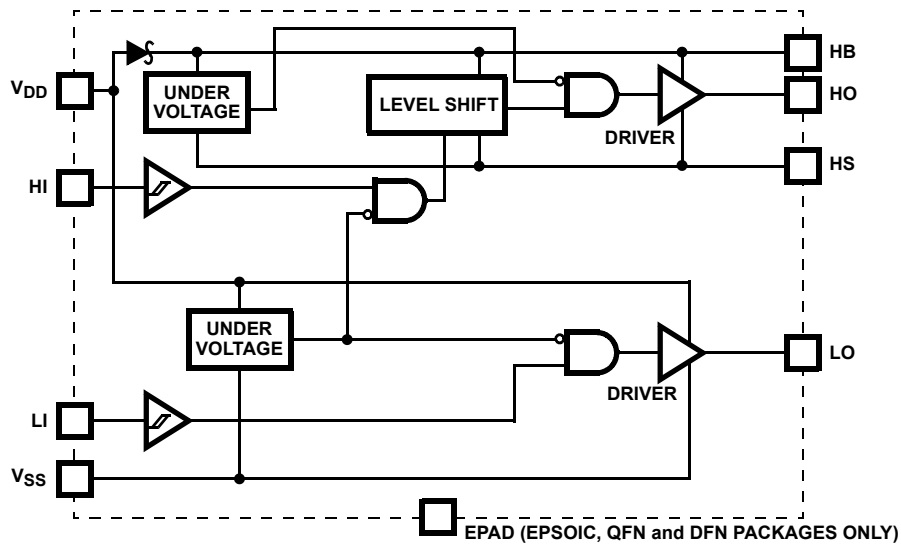 HB
VDD
UNDER
VOLTAGE
LEVEL SHIFT
HO
DRIVER
HS
HI
UNDER
VOLTAGE
LO
DRIVER
LI
VSS
EPAD (EPSOIC, QFN and DFN PACKAGES ONLY)